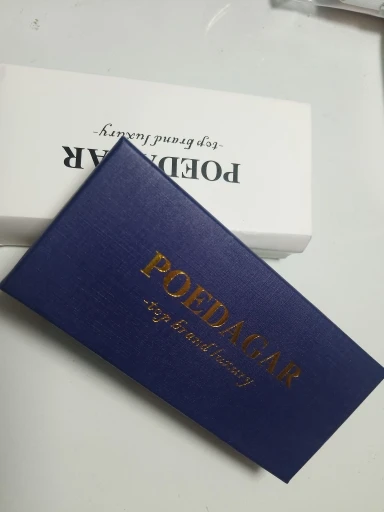 POEDAGAR
-top brand luxury-
POEDAGAR
-top brand luxury